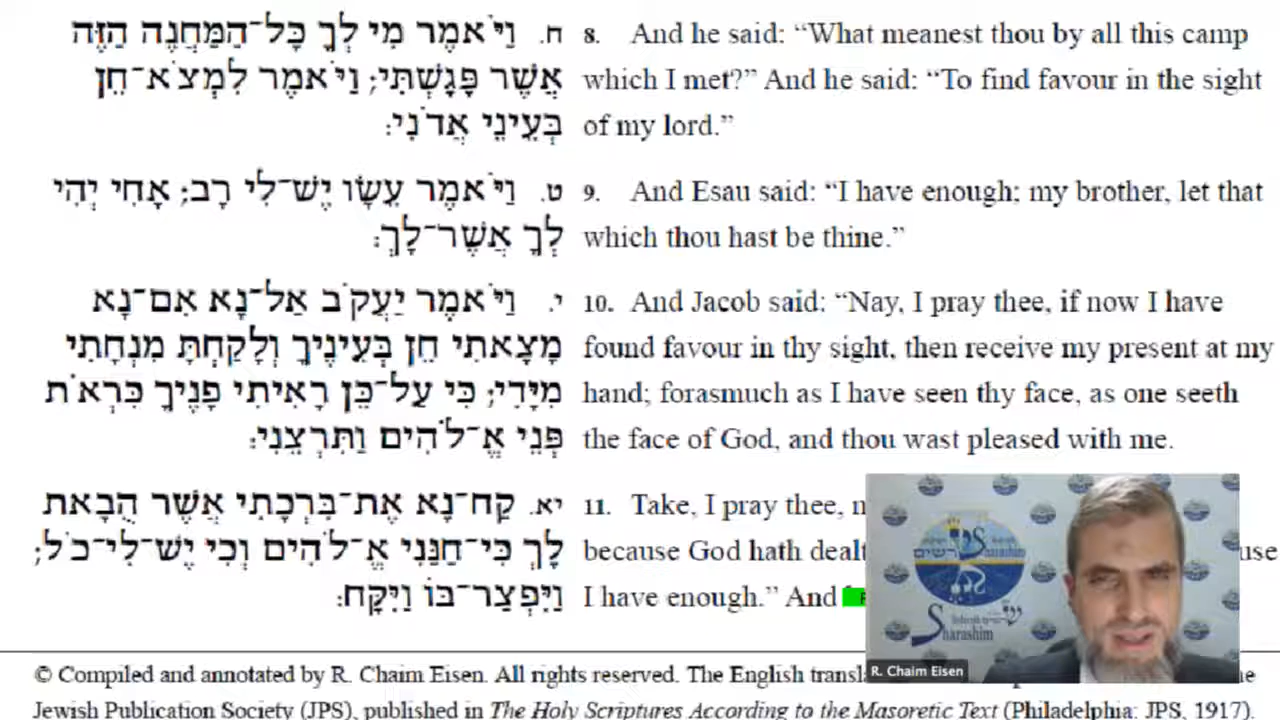 ח. וַיֹּאמֶר מִי לְךָ כָּל־הַמַּחֲנֶה הַזֶּה
אֲשֶׁר פָּגָשְׁתִּי; וַיֹּאמֶר לִמְצֹא־חֵן
בְּעֵינֵי אֲדֹנִי:
8. And he said: “What meanest thou by all this camp
which I met?” And he said: “To find favour in the sight
of my lord.”
ט. וַיֹּאמֶר עֵשָׂו יֶשׁ־לִי רָב; אָחִי יְהִי
לְךָ אֲשֶׁר־לָךְ:
9. And Esau said: “I have enough; my brother, let that
which thou hast be thine.”
י. וַיֹּאמֶר יַעֲקֹב אַל־נָא אִם־נָא
מָצָאתִי חֵן בְּעֵינֶיךָ וְלָקַחְתָּ מִנְחָתִי
מִיָּדִי; כִּי עַל־כֵּן רָאִיתִי פָנֶיךָ כִּרְאֹת
פְּנֵי אֱ־לֹהִים וַתִּרְצֵנִי:
10. And Jacob said: “Nay, I pray thee, if now I have
found favour in thy sight, then receive my present at my
hand; forasmuch as I have seen thy face, as one seeth
the face of God, and thou wast pleased with me.
יא. קַח־נָא אֶת־בִּרְכָתִי אֲשֶׁר הֻבָאת
לָךְ כִּי־חַנַּנִי אֱ־לֹהִים וְכִי יֶשׁ־לִי־כֹל;
וַיִּפְצַר־בּוֹ וַיִּקָּח:
11. Take, I pray thee,
because God hath
I have enough.” And
© Compiled and annotated by R. Chaim Eisen. All rights reserved. The English
Jewish Publication Society (JPS), published in The Holy Scriptures According to the Masoretic Text (Philadelphia: JPS, 1917).
שרשים
Sharashim
Sharashim
R. Chaim Eisen